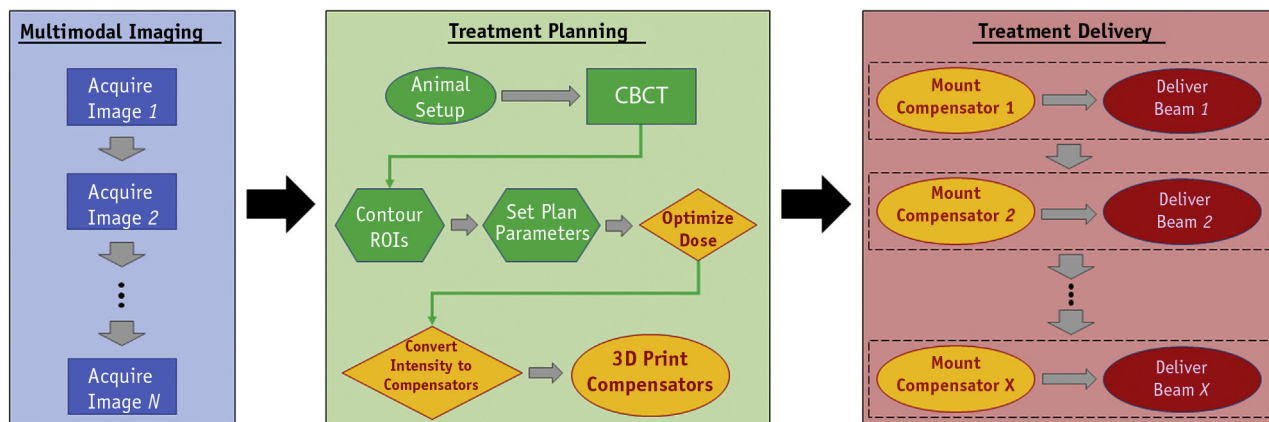 Multimodal Imaging
Acquire
Image 1
Acquire
Image 2
Acquire
Image N
Treatment Planning
Animal
Setup
CBCT
Contour
ROIs
Set Plan
Parameters
Optimize
Dose
Convert
Intensity to
Compensators
3D Print
Compensators
Treatment Delivery
Mount
Compensator 1
Deliver
Beam 1
Mount
Compensator 2
Deliver
Beam 2
Mount
Compensator X
Deliver
Beam X